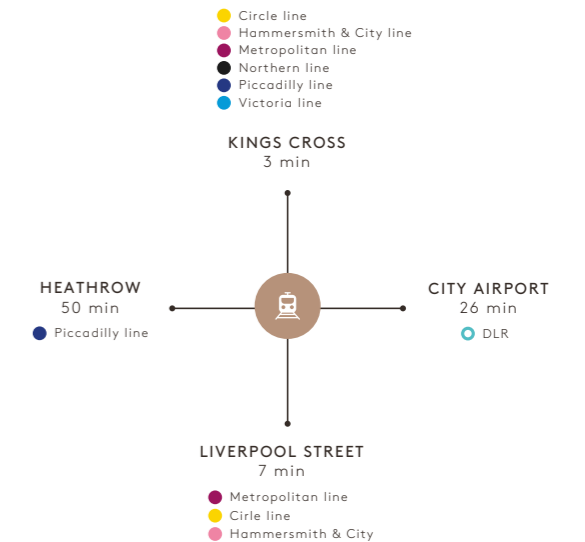 Circle line
Hammersmith & City line
Metropolitan line
Northern line
Piccadilly line
Victoria line
KINGS CROSS
3 min
HEATHROW
50 min
Piccadilly line
CITY AIRPORT
26 min
DLR
LIVERPOOL STREET
7 min
Metropolitan line
Cirle line
Hammersmith & City